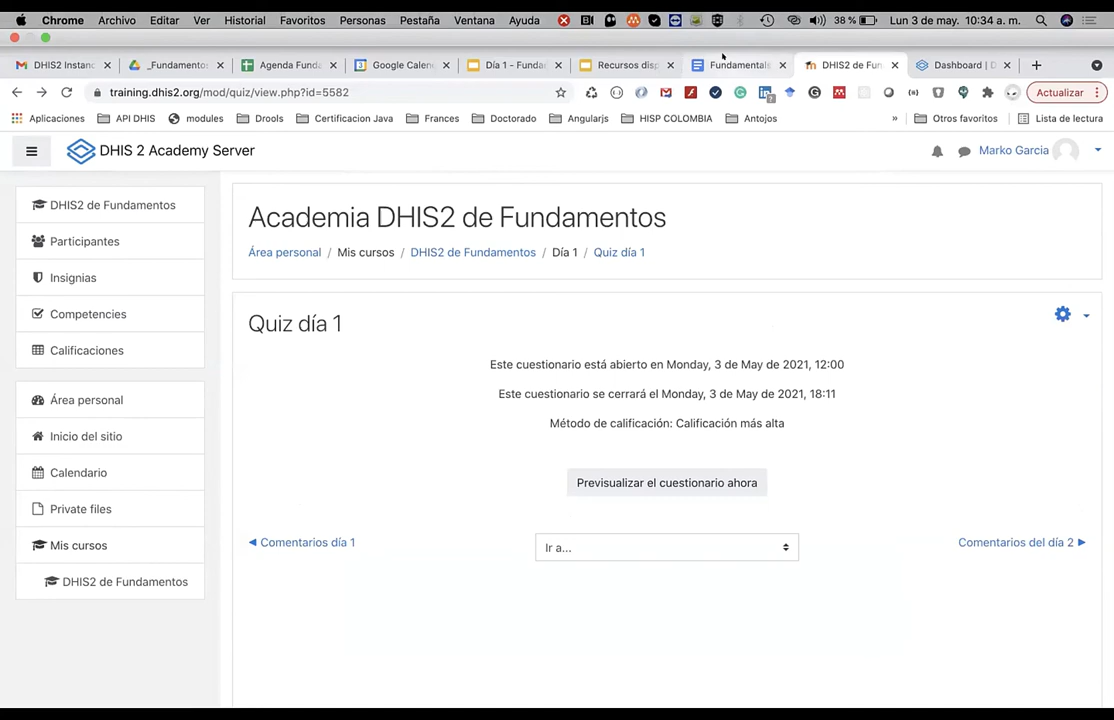 Chrome Archivo Editar Ver Historial Favoritos Personas Pestaña Ventana Ayuda 38 % Lun 3 de may. 10:34 a. m.
DHIS2 Instanc _Fundamentos Agenda Funda Google Calen Día 1 - Funda Recursos disp Fundamentals DHIS2 de Fun Dashboard | D
training.dhis2.org/mod/quiz/view.php?id=5582 Actualizar
Aplicaciones API DHIS modules Drools Certificacion Java Frances Doctorado Angularjs HISP COLOMBIA Antojos » Otros favoritos Lista de lectura
DHIS 2 Academy Server Marko Garcia
DHIS2 de Fundamentos
Participantes
Insignias
Competencies
Calificaciones
Área personal
Inicio del sitio
Calendario
Private files
Mis cursos
DHIS2 de Fundamentos
Academia DHIS2 de Fundamentos
Área personal / Mis cursos / DHIS2 de Fundamentos / Día 1 / Quiz día 1
Quiz día 1
Este cuestionario está abierto en Monday, 3 de May de 2021, 12:00
Este cuestionario se cerrará el Monday, 3 de May de 2021, 18:11
Método de calificación: Calificación más alta
Previsualizar el cuestionario ahora
◀ Comentarios día 1 Ir a... Comentarios del día 2 ▶